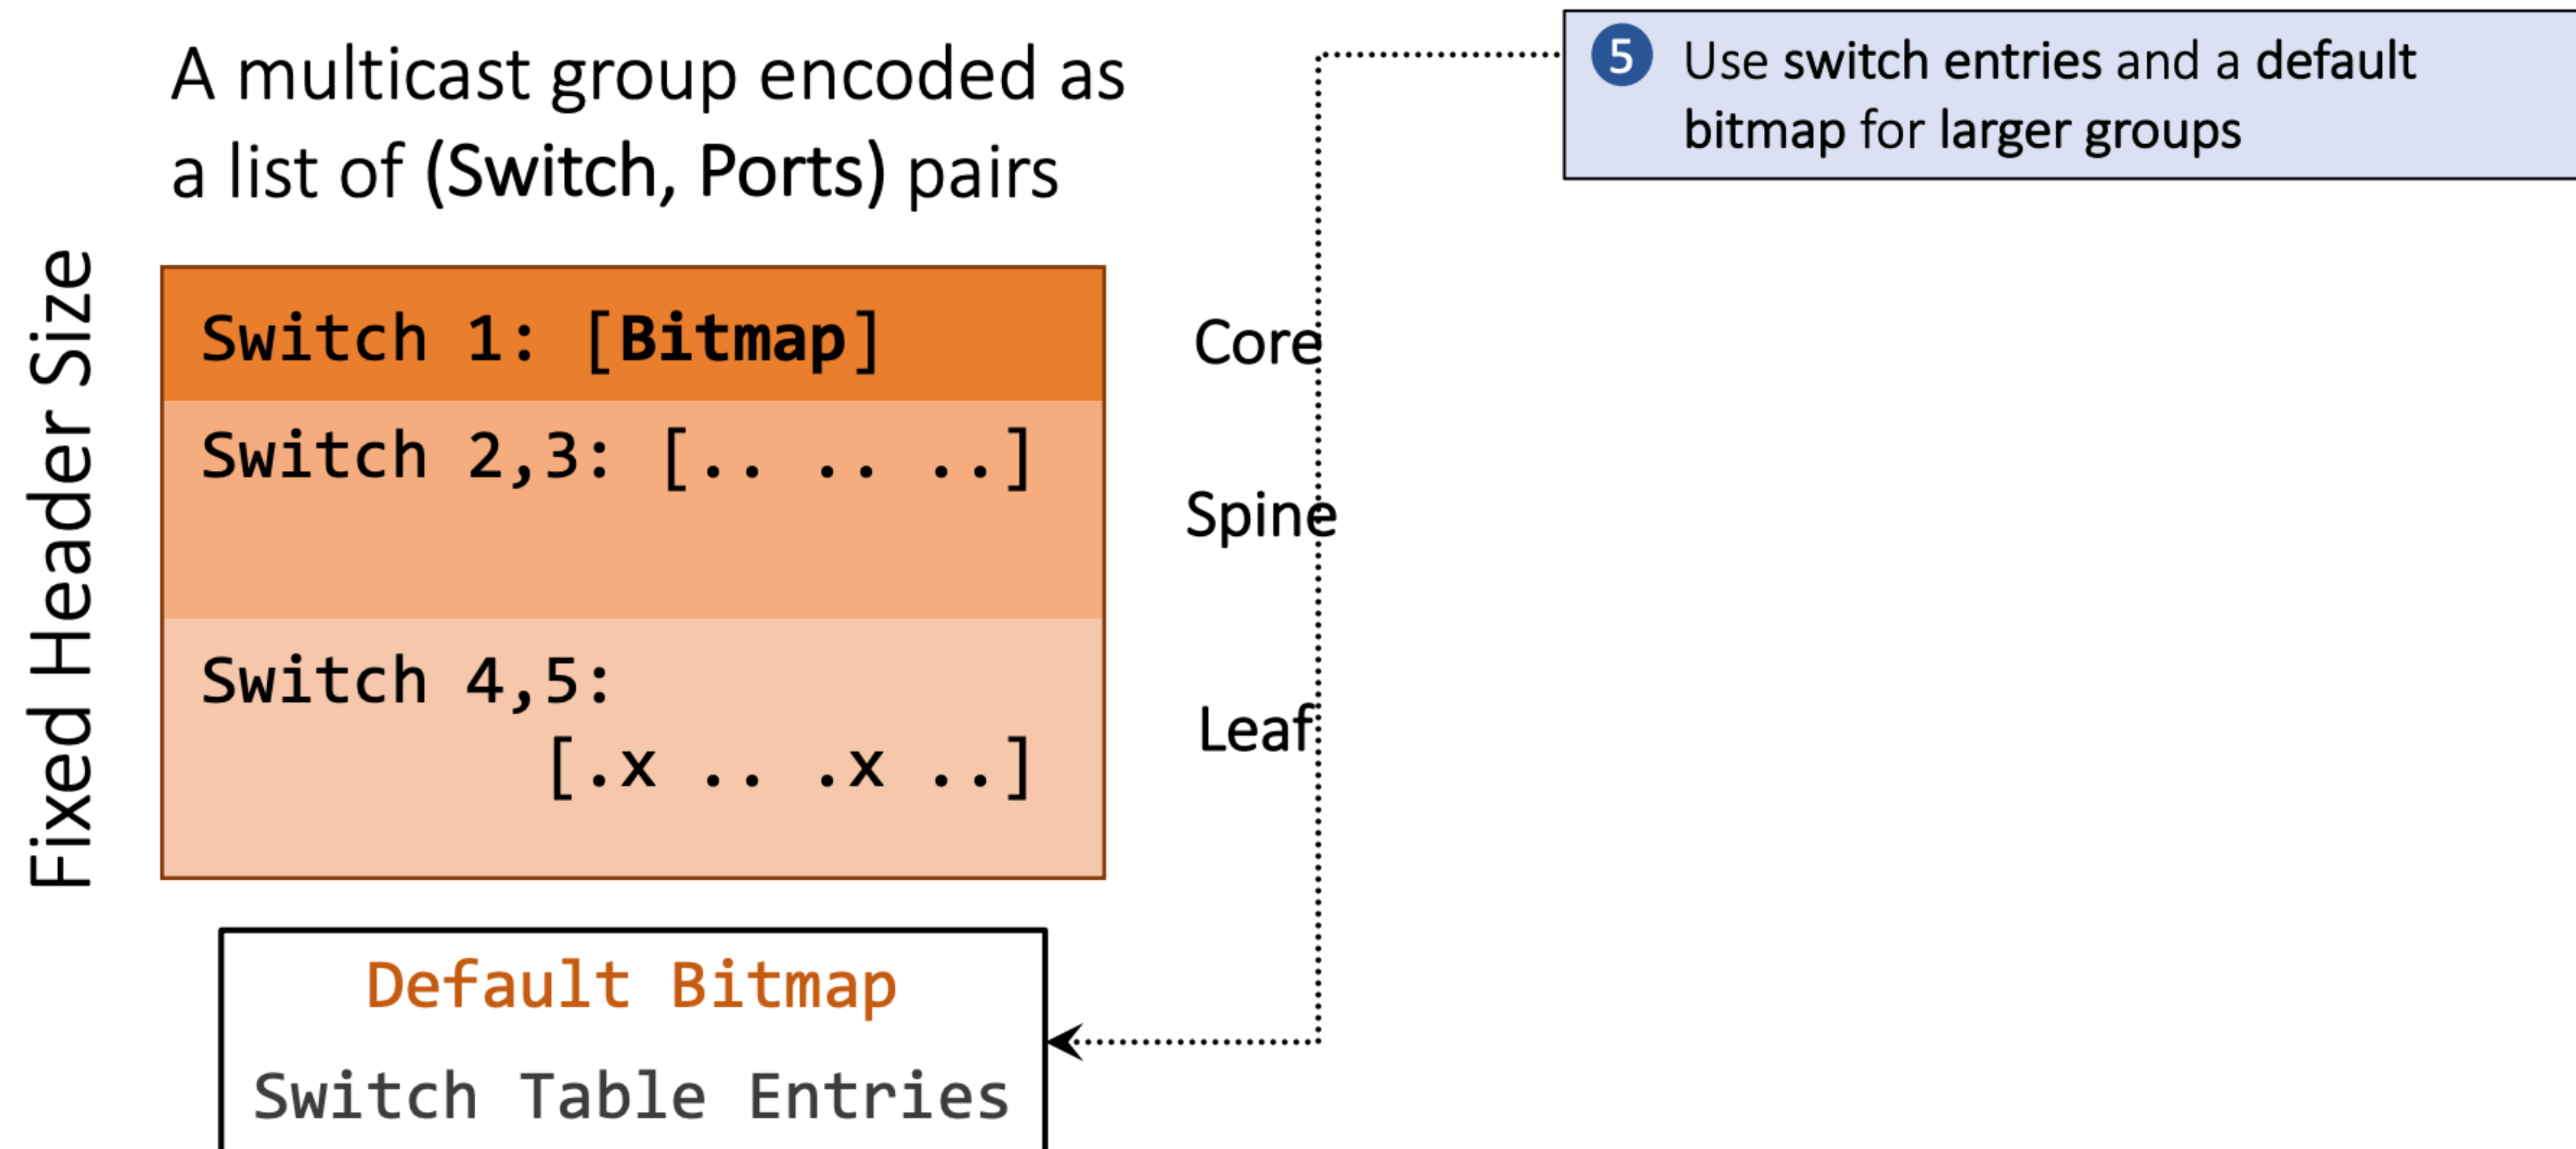 A multicast group encoded as
a list of (Switch, Ports) pairs
5 Use switch entries and a default
bitmap for larger groups
Fixed Header Size
Switch 1: [Bitmap]
Core
Switch 2,3: [.. .. ..]
Spine
Switch 4,5:
[.x .. .x ..]
Leaf
Default Bitmap
Switch Table Entries